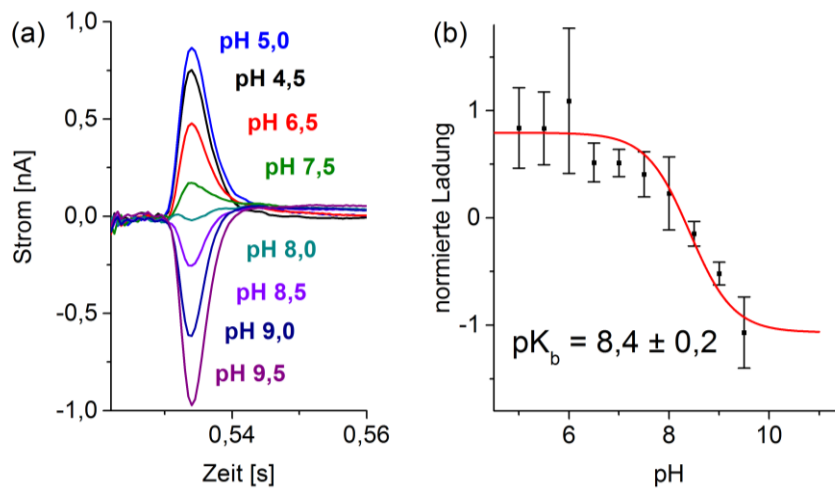 (a)
1,0
0,5
0,0
-0,5
-1,0
Strom [nA]
pH 5,0
pH 4,5
pH 6,5
pH 7,5
pH 8,0
pH 8,5
pH 9,0
pH 9,5
0,54
0,56
Zeit [s]
(b)
1
0
-1
normierte Ladung
pK_b = 8,4 ± 0,2
6
8
10
pH